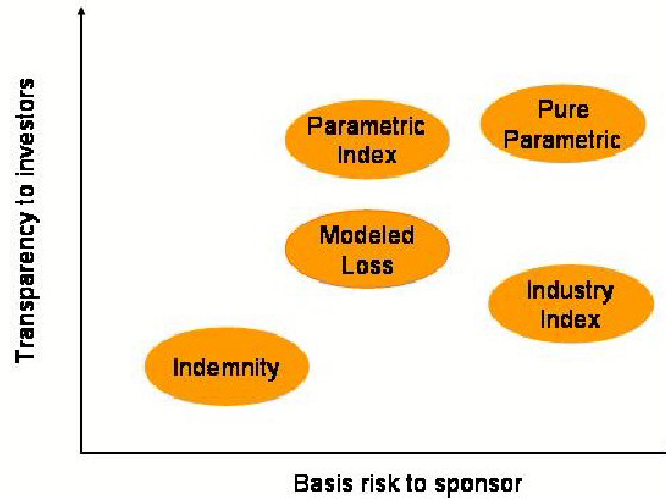 Transparency to investors
Parametric
Index
Pure
Parametric
Modeled
Loss
Industry
Index
Indemnity
Basis risk to sponsor